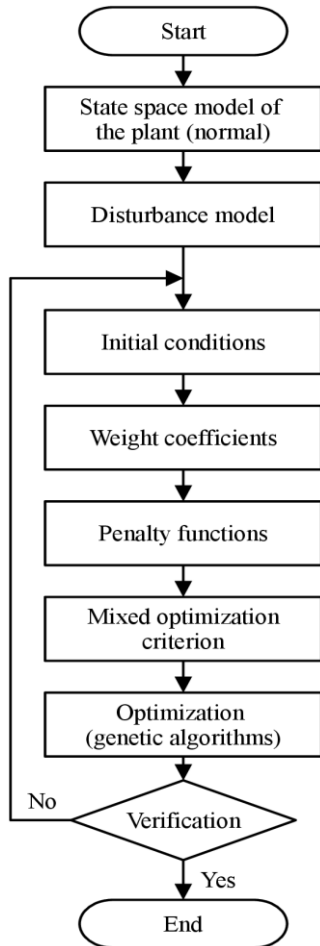 Start
State space model of
the plant (normal)
Disturbance model
Initial conditions
Weight coefficients
Penalty functions
Mixed optimization
criterion
Optimization
(genetic algorithms)
No
Verification
Yes
End